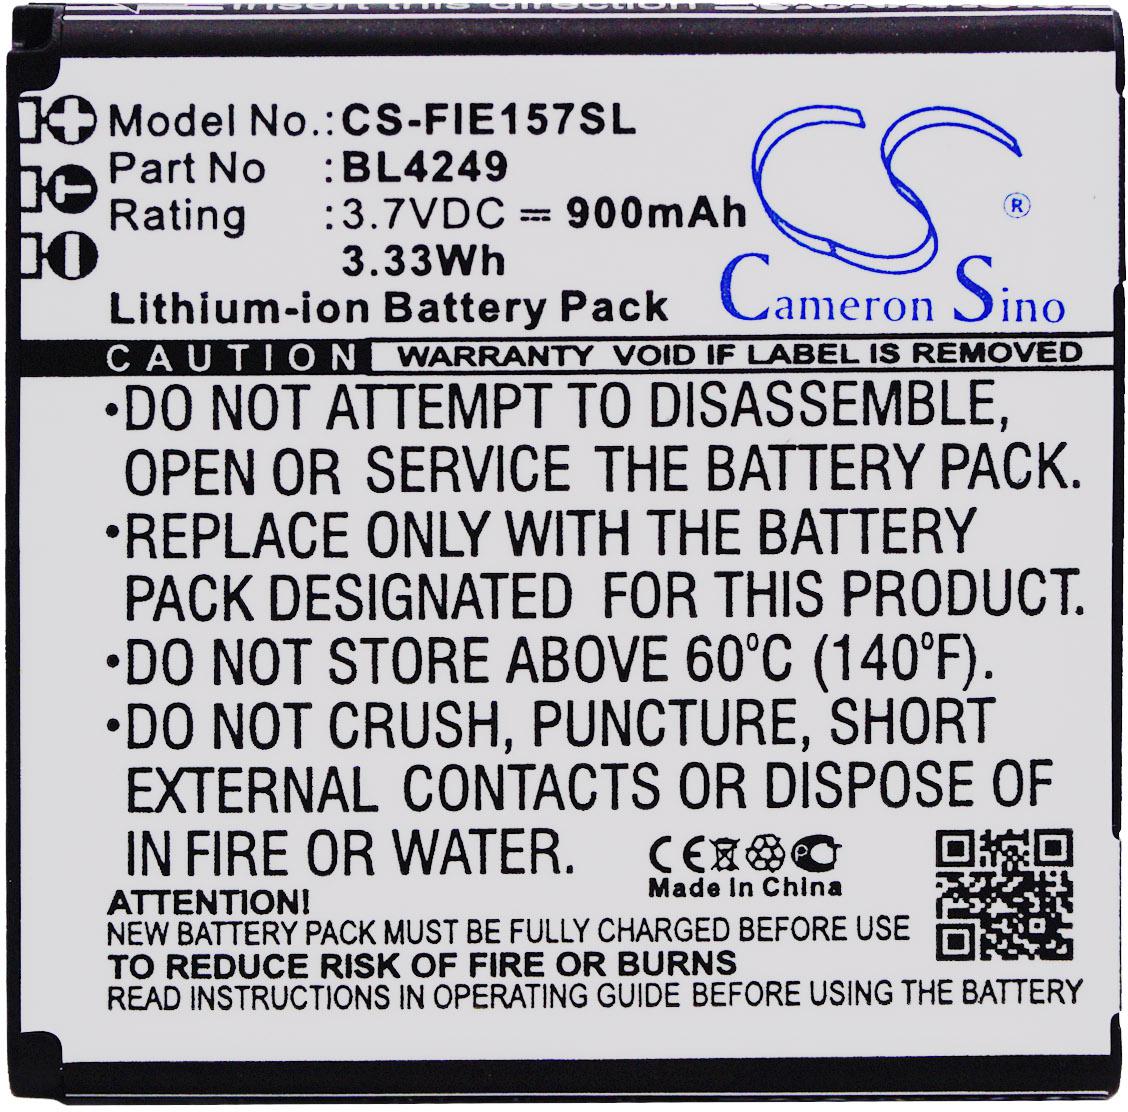 Insert this direction
Model No.: CS-FIE157SL
Part No : BL4249
Rating : 3.7VDC = 900mAh
3.33Wh
Lithium-ion Battery Pack
CS
®
Cameron Sino
CAUTION WARRANTY VOID IF LABEL IS REMOVED
•DO NOT ATTEMPT TO DISASSEMBLE,
OPEN OR SERVICE THE BATTERY PACK.
•REPLACE ONLY WITH THE BATTERY
PACK DESIGNATED FOR THIS PRODUCT.
•DO NOT STORE ABOVE 60°C (140°F).
•DO NOT CRUSH, PUNCTURE, SHORT
EXTERNAL CONTACTS OR DISPOSE OF
IN FIRE OR WATER.
CE
Made In China
ATTENTION!
NEW BATTERY PACK MUST BE FULLY CHARGED BEFORE USE
TO REDUCE RISK OF FIRE OR BURNS
READ INSTRUCTIONS IN OPERATING GUIDE BEFORE USING THE BATTERY